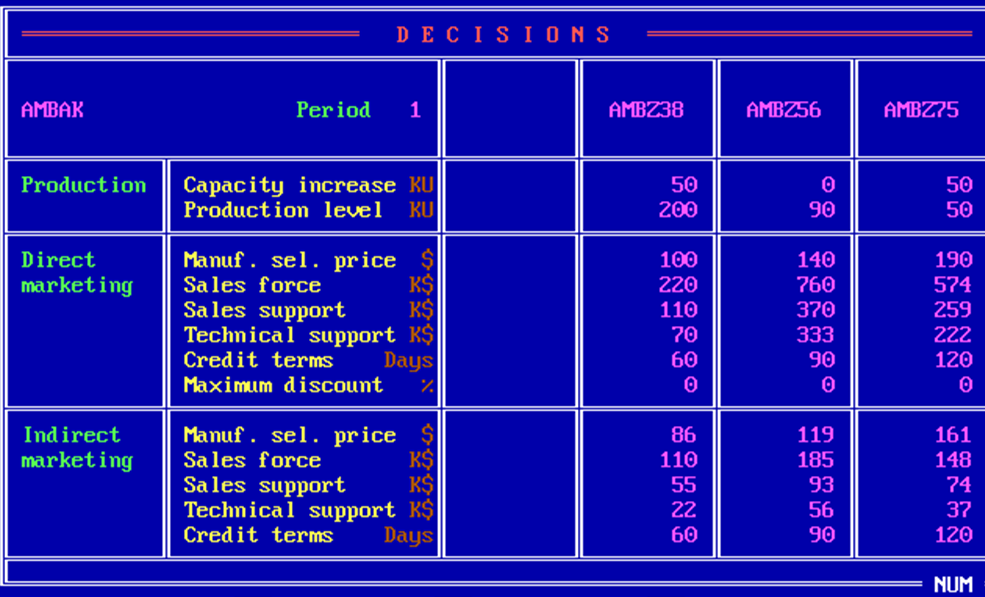 DECISIONS
AMBAK Period 1 AMBZ38 AMBZ56 AMBZ75
Production Capacity increase KU 50 0 50
Production level KU 200 90 50
Direct Manuf. sel. price $ 100 140 190
marketing Sales force K$ 220 760 574
Sales support K$ 110 370 259
Technical support K$ 70 333 222
Credit terms Days 60 90 120
Maximum discount % 0 0 0
Indirect Manuf. sel. price $ 86 119 161
marketing Sales force K$ 110 185 148
Sales support K$ 55 93 74
Technical support K$ 22 56 37
Credit terms Days 60 90 120
NUM